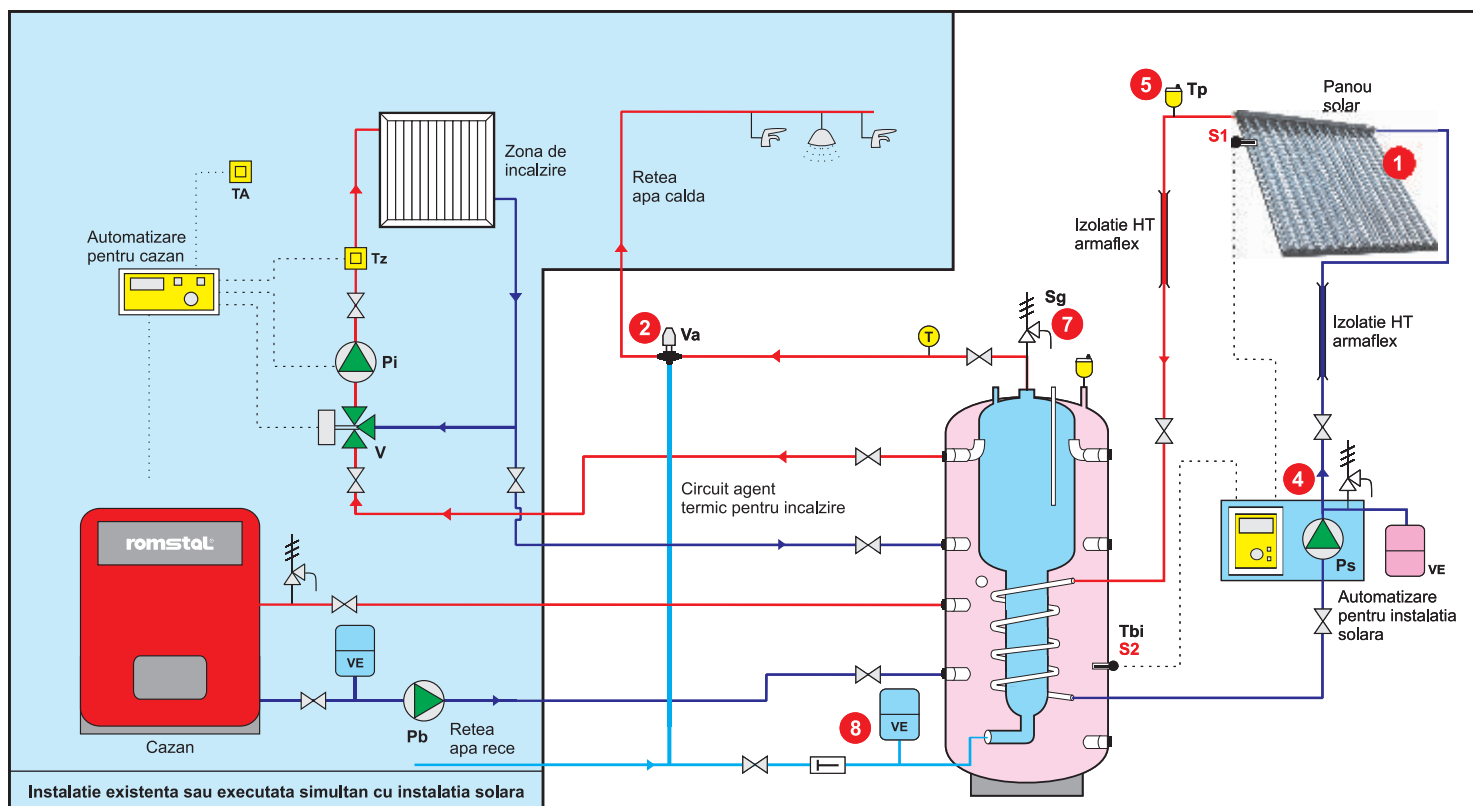 5
Tp
Panou
solar
S1
1
Zona de
incalzire
TA
Retea
apa calda
Izolatie HT
armaflex
Automatizare
pentru cazan
Tz
Sg
7
2
Va
T
Izolatie HT
armaflex
Pi
V
4
Circuit agent
termic pentru incalzire
romstal®
Ps
VE
Automatizare
pentru instalatia
solara
Tbi
S2
VE
8
VE
Pb
Retea
apa rece
Cazan
Instalatie existenta sau executata simultan cu instalatia solara